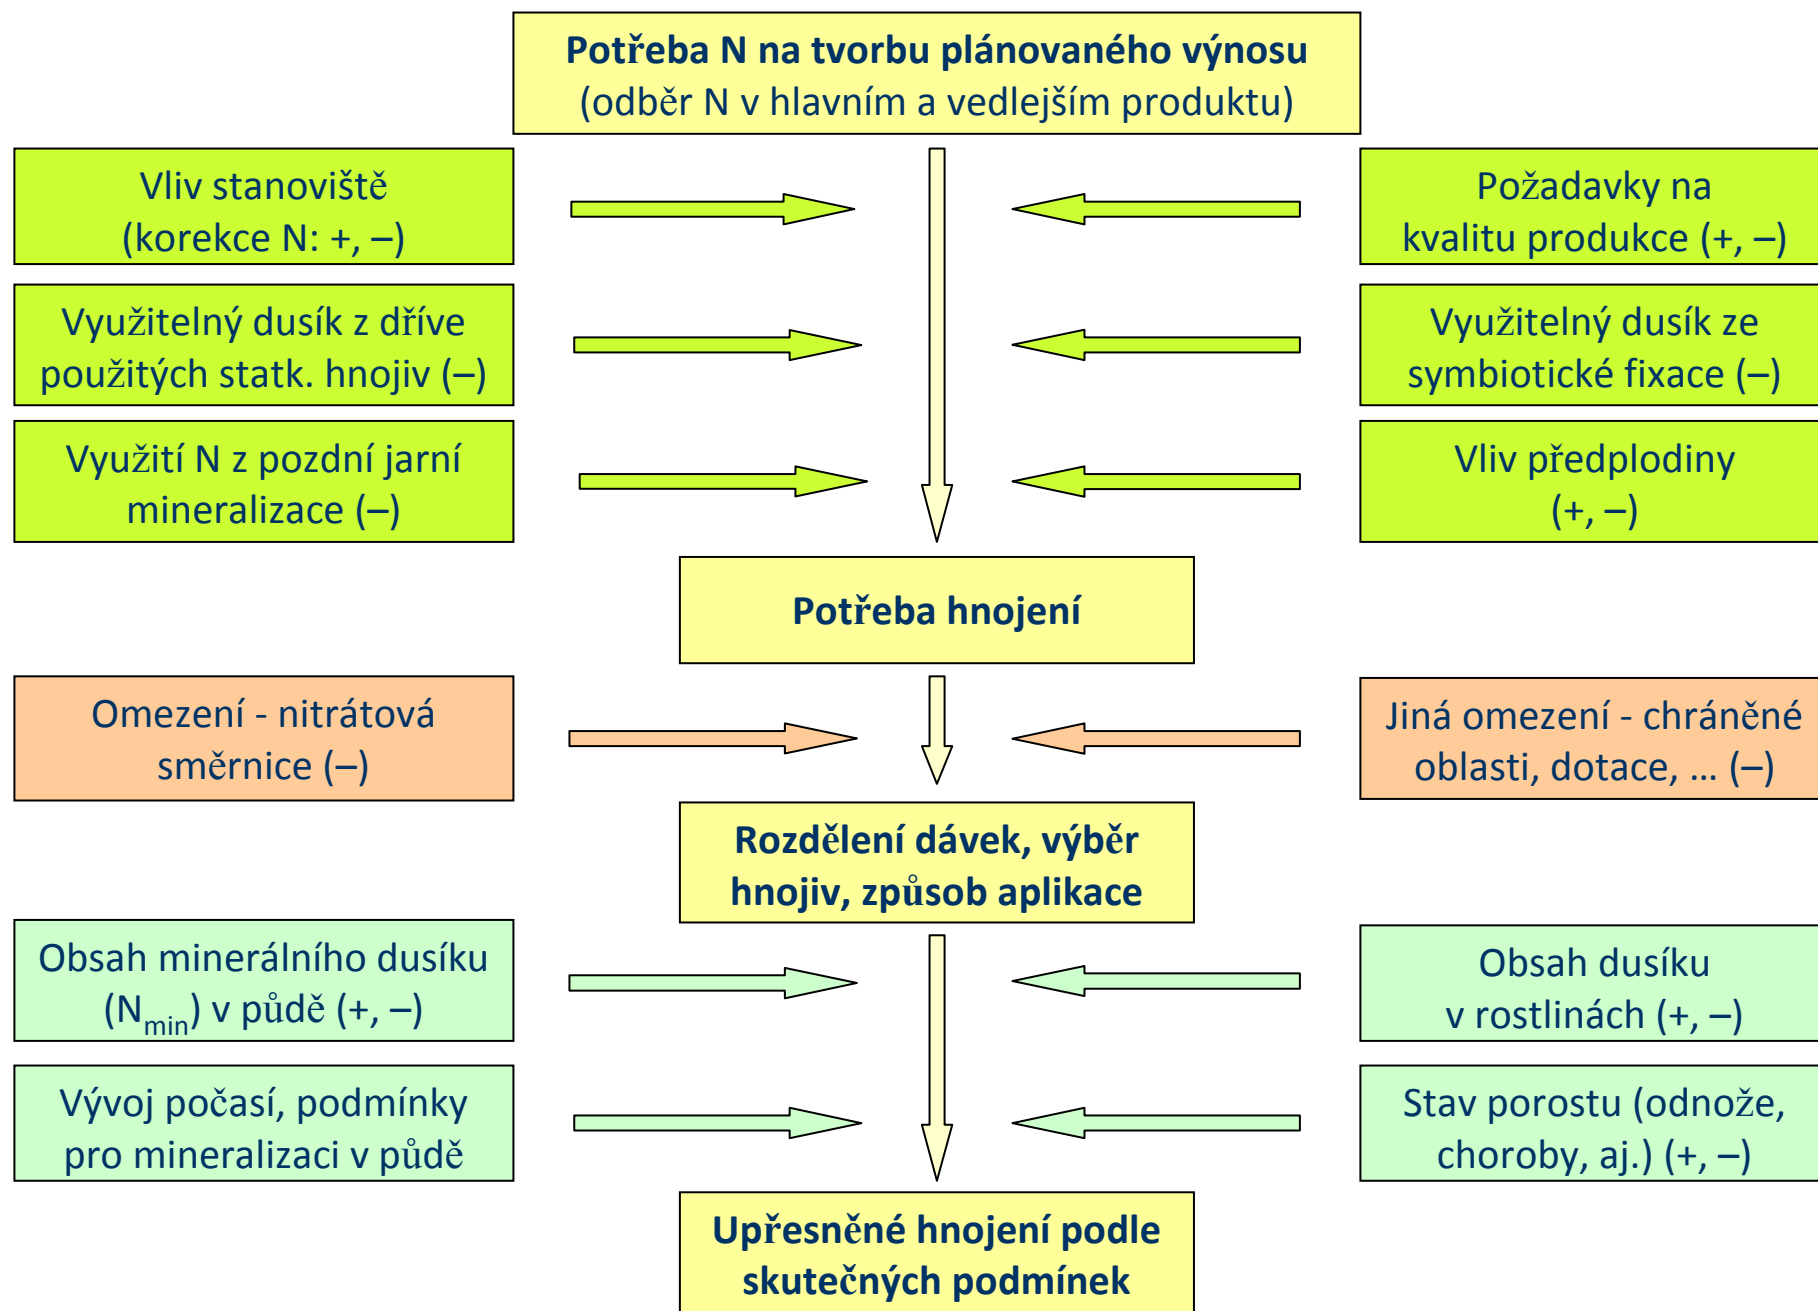 Potřeba N na tvorbu plánovaného výnosu
(odběr N v hlavním a vedlejším produktu)
Vliv stanoviště
(korekce N: +, –)
Požadavky na
kvalitu produkce (+, –)
Využitelný dusík z dříve
použitých statk. hnojiv (–)
Využitelný dusík ze
symbiotické fixace (–)
Využití N z pozdní jarní
mineralizace (–)
Vliv předplodiny
(+, –)
Potřeba hnojení
Omezení - nitrátová
směrnice (–)
Jiná omezení - chráněné
oblasti, dotace, ... (–)
Rozdělení dávek, výběr
hnojiv, způsob aplikace
Obsah minerálního dusíku
(Nmin) v půdě (+, –)
Obsah dusíku
v rostlinách (+, –)
Vývoj počasí, podmínky
pro mineralizaci v půdě
Stav porostu (odnože,
choroby, aj.) (+, –)
Upřesněné hnojení podle
skutečných podmínek